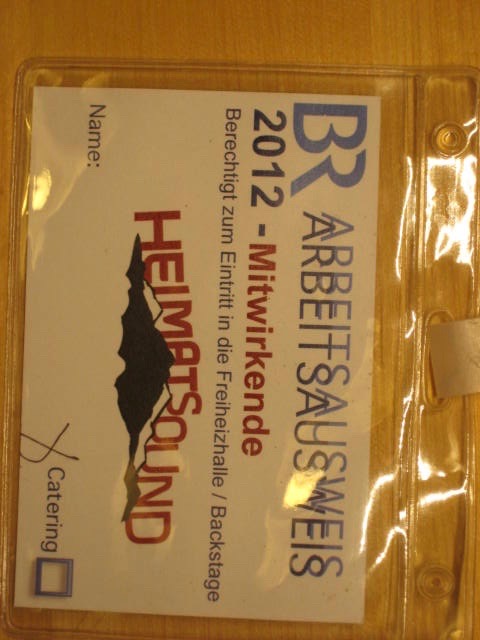 BR ARBEITSAUSWEIS
2012 - Mitwirkende
Berechtigt zum Eintritt in die Freiheizhalle / Backstage
HEIMATSOUND
Name:
Catering